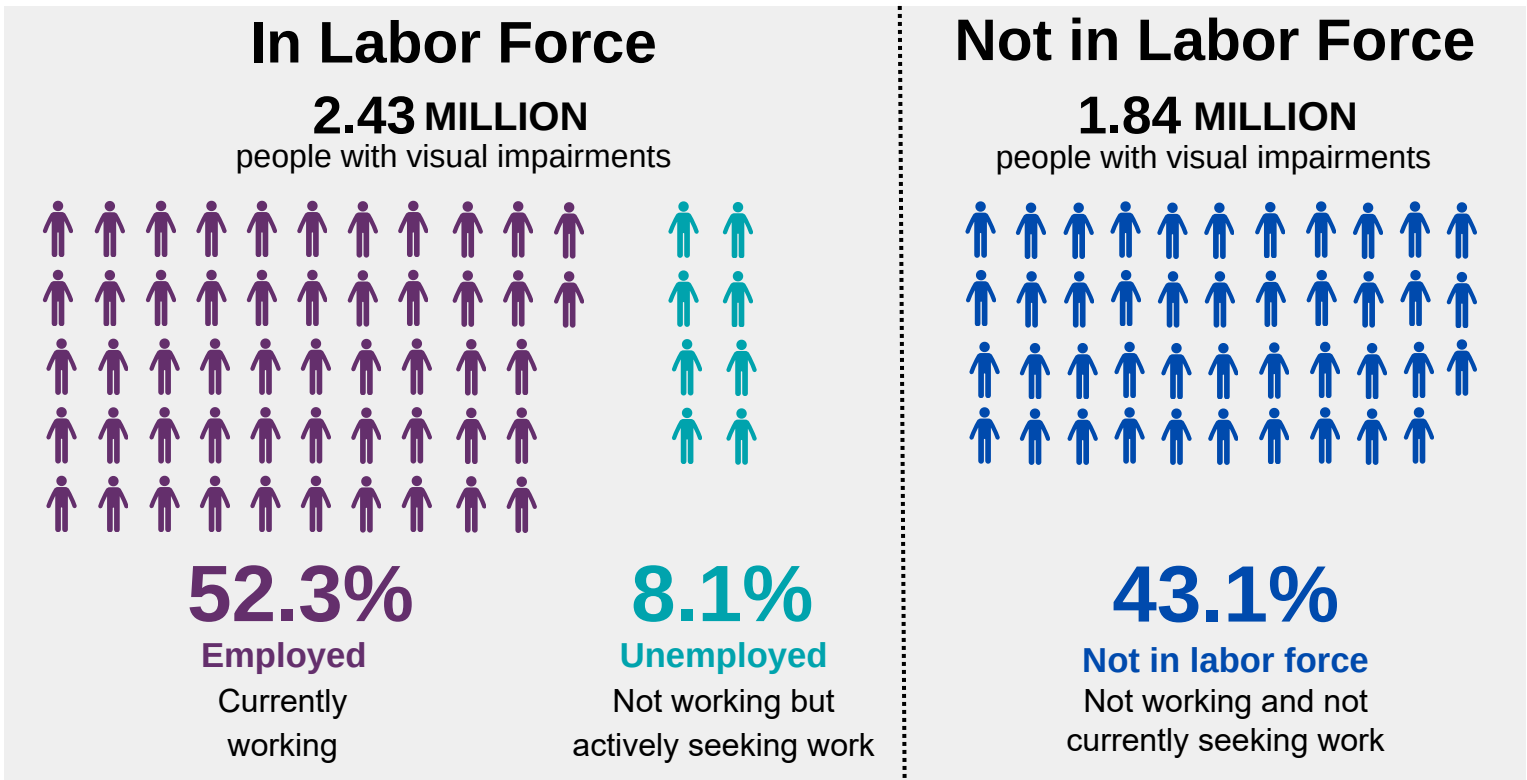 In Labor Force
2.43 MILLION
people with visual impairments
52.3%
Employed
Currently
working
8.1%
Unemployed
Not working but
actively seeking work
Not in Labor Force
1.84 MILLION
people with visual impairments
43.1%
Not in labor force
Not working and not
currently seeking work